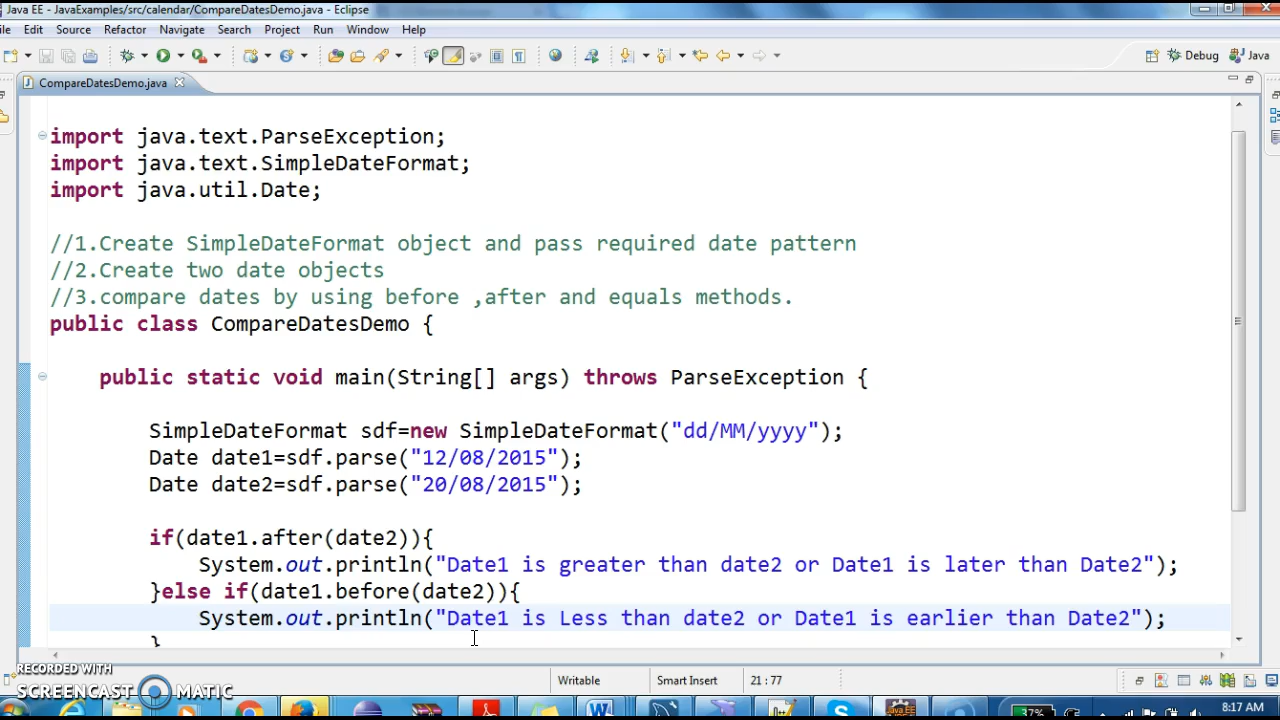 Java EE - JavaExamples/src/calendar/CompareDatesDemo.java - Eclipse
File Edit Source Refactor Navigate Search Project Run Window Help
Debug Java
CompareDatesDemo.java
import java.text.ParseException;
import java.text.SimpleDateFormat;
import java.util.Date;
//1.Create SimpleDateFormat object and pass required date pattern
//2.Create two date objects
//3.compare dates by using before ,after and equals methods.
public class CompareDatesDemo {
public static void main(String[] args) throws ParseException {
SimpleDateFormat sdf=new SimpleDateFormat("dd/MM/yyyy");
Date date1=sdf.parse("12/08/2015");
Date date2=sdf.parse("20/08/2015");
if(date1.after(date2)){
System.out.println("Date1 is greater than date2 or Date1 is later than Date2");
}else if(date1.before(date2)){
System.out.println("Date1 is Less than date2 or Date1 is earlier than Date2");
}
Writable Smart Insert 21 : 77
RECORDED WITH
SCREENCAST MATIC
37% 8:17 AM